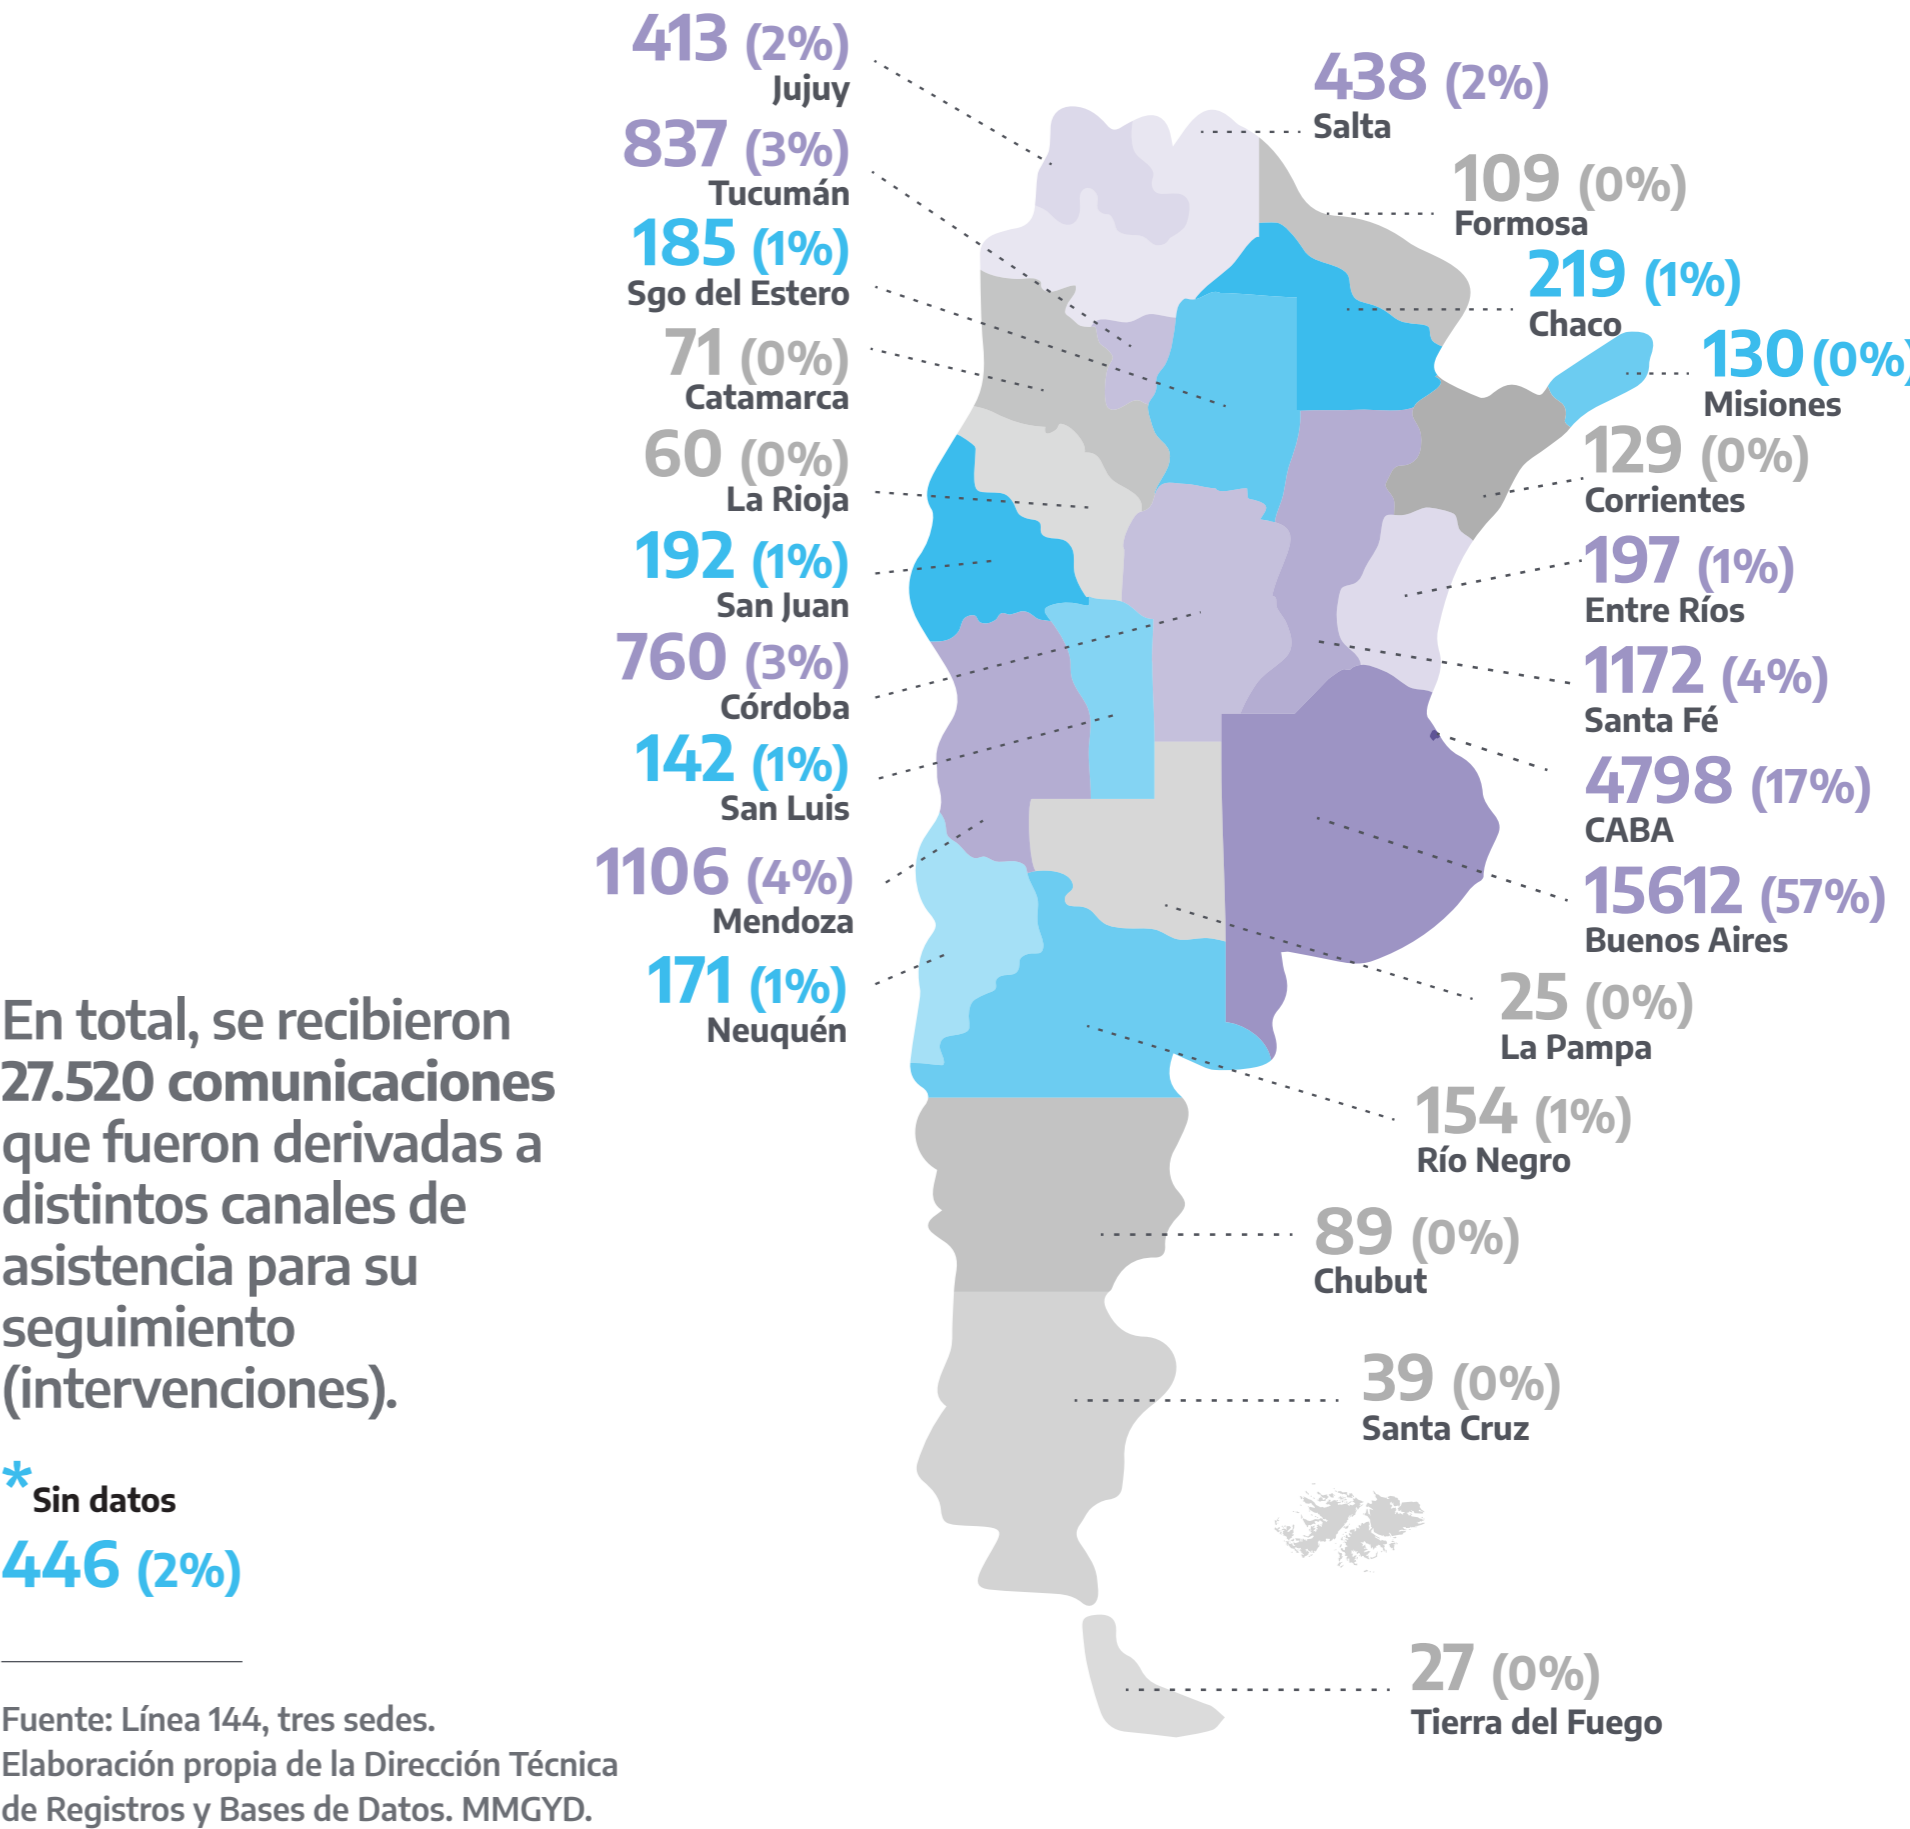 413 (2%)
Jujuy
837 (3%)
Tucumán
185 (1%)
Sgo del Estero
71 (0%)
Catamarca
60 (0%)
La Rioja
192 (1%)
San Juan
760 (3%)
Córdoba
142 (1%)
San Luis
1106 (4%)
Mendoza
171 (1%)
Neuquén
438 (2%)
Salta
109 (0%)
Formosa
219 (1%)
Chaco
130 (0%)
Misiones
129 (0%)
Corrientes
197 (1%)
Entre Ríos
1172 (4%)
Santa Fé
4798 (17%)
CABA
15612 (57%)
Buenos Aires
25 (0%)
La Pampa
154 (1%)
Río Negro
89 (0%)
Chubut
39 (0%)
Santa Cruz
27 (0%)
Tierra del Fuego
En total, se recibieron
27.520 comunicaciones
que fueron derivadas a
distintos canales de
asistencia para su
seguimiento
(intervenciones).
*Sin datos
446 (2%)
Fuente: Línea 144, tres sedes.
Elaboración propia de la Dirección Técnica
de Registros y Bases de Datos. MMGYD.